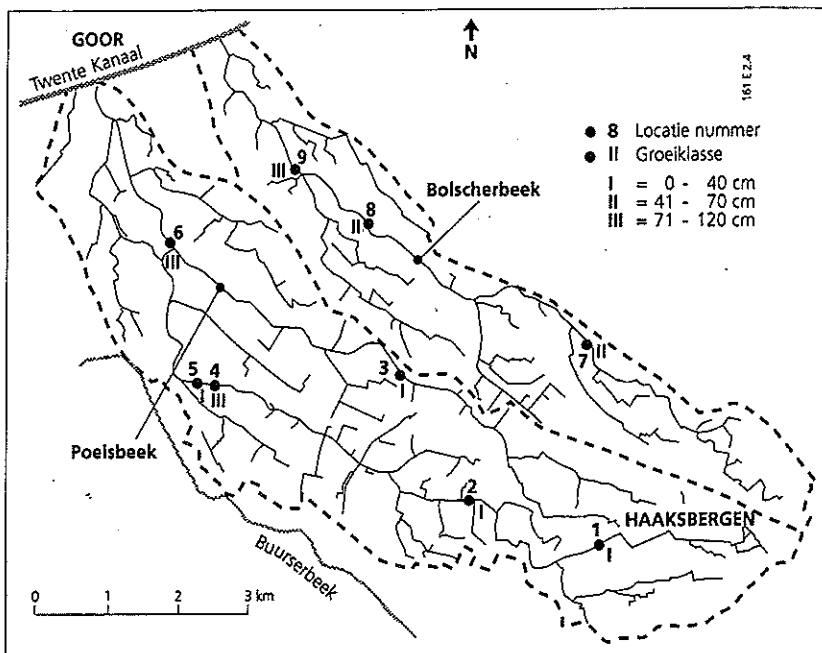 GOOR
Twente Kanaal
N
161 E 2.4
8 Locatie nummer
II Groeiklasse
I = 0 - 40 cm
II = 41 - 70 cm
III = 71 - 120 cm
9
III
8
II
Bolscherbeek
6
III
7
II
3
I
5
4
I
III
Poelsbeek
2
I
HAAKSBERGEN
1
I
Buurserbeek
0 1 2 3 km